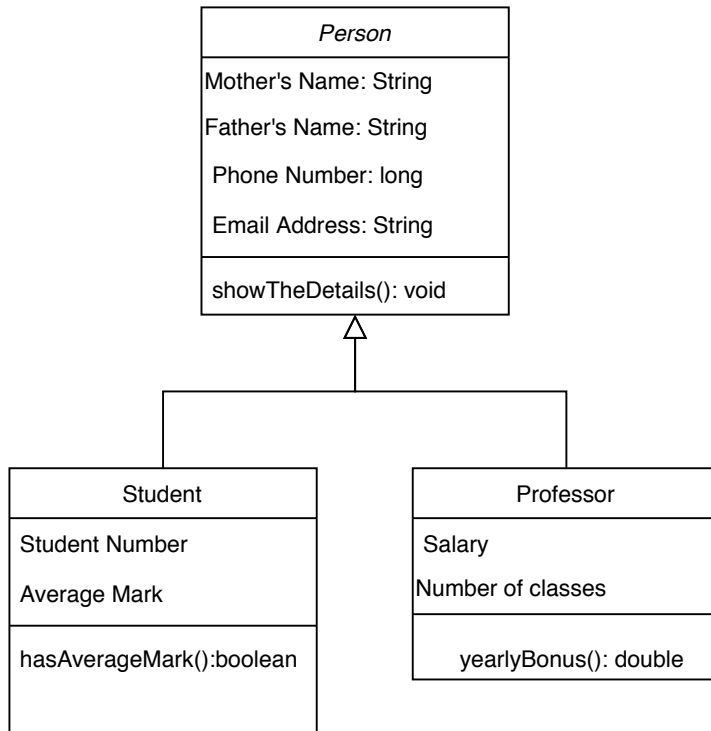 Person
Mother's Name: String
Father's Name: String
Phone Number: long
Email Address: String
showTheDetails(): void
Student
Student Number
Average Mark
hasAverageMark():boolean
Professor
Salary
Number of classes
yearlyBonus(): double